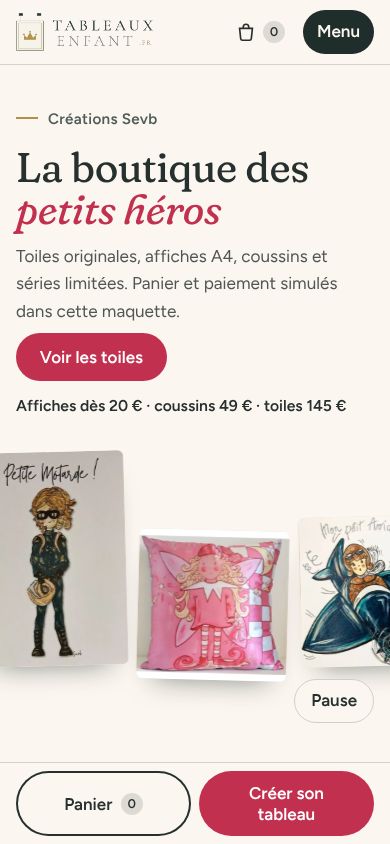 TABLEAUX
ENFANT .FR
0
Menu
Créations Sevb
La boutique des
petits héros
Toiles originales, affiches A4, coussins et
séries limitées. Panier et paiement simulés
dans cette maquette.
Voir les toiles
Affiches dès 20 € · coussins 49 € · toiles 145 €
Petite Motarde !
Mon p'tit
Pause
Panier 0
Créer son
tableau